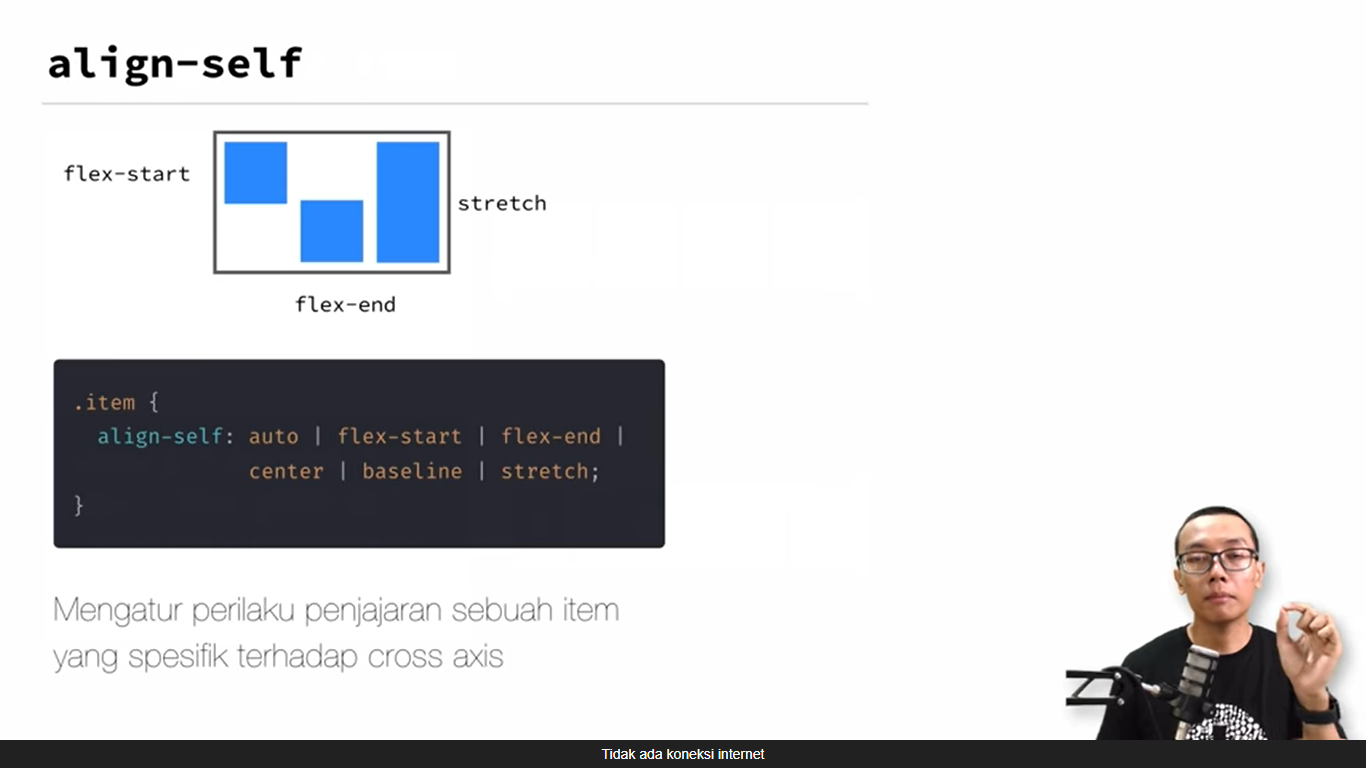 align-self
flex-start
stretch
flex-end
.item {
align-self: auto | flex-start | flex-end |
center | baseline | stretch;
}
Mengatur perilaku penjajaran sebuah item
yang spesifik terhadap cross axis
Tidak ada koneksi internet